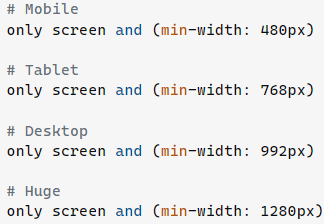 # Mobile
only screen and (min-width: 480px)
# Tablet
only screen and (min-width: 768px)
# Desktop
only screen and (min-width: 992px)
# Huge
only screen and (min-width: 1280px)